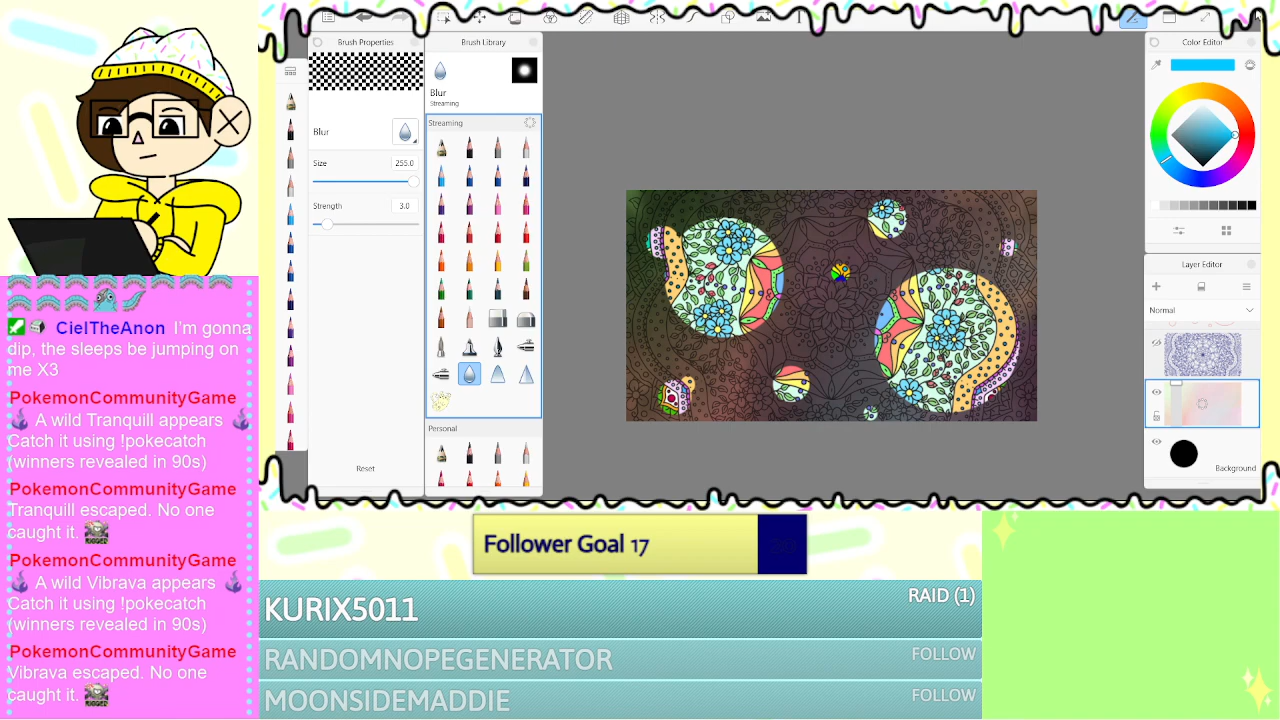 Brush Properties
Blur
Size
255.0
Strength
3.0
Reset
Brush Library
Blur
Streaming
Streaming
Personal
Color Editor
Layer Editor
Normal
Background
CielTheAnon I'm gonna
dip, the sleeps be jumping on
me X3
PokemonCommunityGame
A wild Tranquill appears
Catch it using !pokecatch
(winners revealed in 90s)
PokemonCommunityGame
Tranquill escaped. No one
caught it.
PokemonCommunityGame
A wild Vibrava appears
Catch it using !pokecatch
(winners revealed in 90s)
PokemonCommunityGame
Vibrava escaped. No one
caught it.
Follower Goal 17
KURIX5011
RAID (1)
RANDOMNOPEGENERATOR
FOLLOW
MOONSIDEMADDIE
FOLLOW